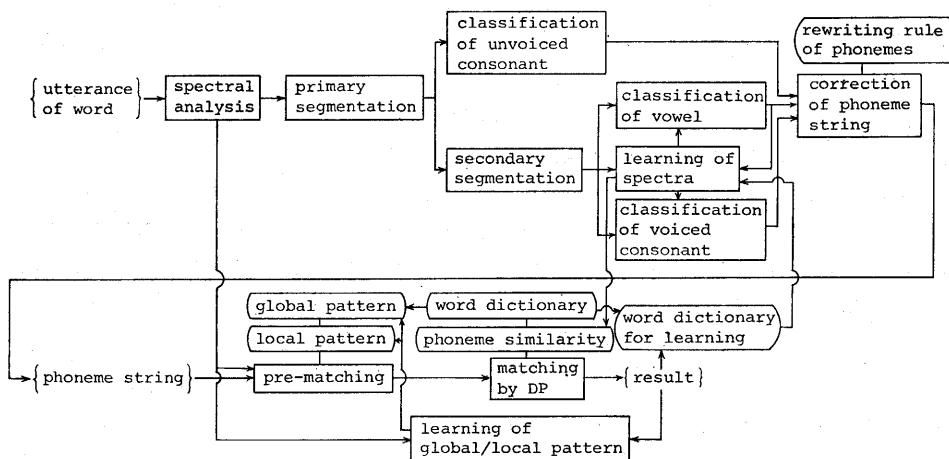 classification
of unvoiced
consonant
rewriting rule
of phonemes
utterance
of word
spectral
analysis
primary
segmentation
classification
of vowel
correction
of phoneme
string
secondary
segmentation
learning of
spectra
classification
of voiced
consonant
global pattern
word dictionary
word dictionary
for learning
local pattern
phoneme similarity
{phoneme string}
pre-matching
matching
by DP
{result}
learning of
global/local pattern